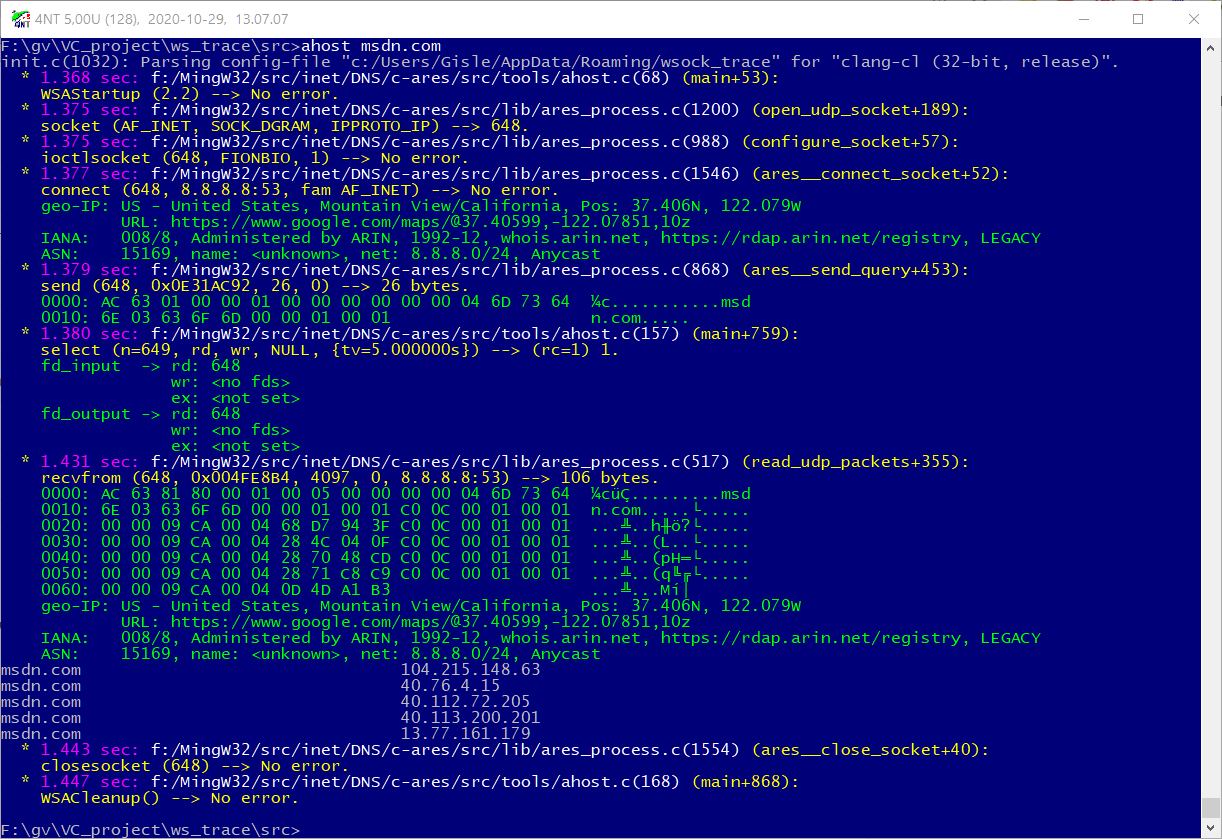 4NT 5,00U (128), 2020-10-29, 13.07.07
F:\gv\VC_project\ws_trace\src>ahost msdn.com
init.c(1032): Parsing config-file "c:/Users/Gisle/AppData/Roaming/wsock_trace" for "clang-cl (32-bit, release)".
* 1.368 sec: f:/MingW32/src/inet/DNS/c-ares/src/tools/ahost.c(68) (main+53):
WSAStartup (2.2) --> No error.
* 1.375 sec: f:/MingW32/src/inet/DNS/c-ares/src/lib/ares_process.c(1200) (open_udp_socket+189):
socket (AF_INET, SOCK_DGRAM, IPPROTO_IP) --> 648.
* 1.375 sec: f:/MingW32/src/inet/DNS/c-ares/src/lib/ares_process.c(988) (configure_socket+57):
ioctlsocket (648, FIONBIO, 1) --> No error.
* 1.377 sec: f:/MingW32/src/inet/DNS/c-ares/src/lib/ares_process.c(1546) (ares__connect_socket+52):
connect (648, 8.8.8.8:53, fam AF_INET) --> No error.
geo-IP: US - United States, Mountain View/California, Pos: 37.406N, 122.079W
URL: https://www.google.com/maps/@37.40599,-122.07851,10z
IANA: 008/8, Administered by ARIN, 1992-12, whois.arin.net, https://rdap.arin.net/registry, LEGACY
ASN: 15169, name: <unknown>, net: 8.8.8.0/24, Anycast
* 1.379 sec: f:/MingW32/src/inet/DNS/c-ares/src/lib/ares_process.c(868) (ares__send_query+453):
send (648, 0x0E31AC92, 26, 0) --> 26 bytes.
0000: AC 63 01 00 00 01 00 00 00 00 00 00 04 6D 73 64 ¼c...........msd
0010: 6E 03 63 6F 6D 00 00 01 00 01 n.com.....
* 1.380 sec: f:/MingW32/src/inet/DNS/c-ares/src/tools/ahost.c(157) (main+759):
select (n=649, rd, wr, NULL, {tv=5.000000s}) --> (rc=1) 1.
fd_input -> rd: 648
wr: <no fds>
ex: <not set>
fd_output -> rd: 648
wr: <no fds>
ex: <not set>
* 1.431 sec: f:/MingW32/src/inet/DNS/c-ares/src/lib/ares_process.c(517) (read_udp_packets+355):
recvfrom (648, 0x004FE8B4, 4097, 0, 8.8.8.8:53) --> 106 bytes.
0000: AC 63 81 80 00 01 00 05 00 00 00 00 04 6D 73 64 ¼cüÇ.........msd
0010: 6E 03 63 6F 6D 00 00 01 00 01 C0 0C 00 01 00 01 n.com.....└.....
0020: 00 00 09 CA 00 04 68 D7 94 3F C0 0C 00 01 00 01 ...╩..h╫ö?└.....
0030: 00 00 09 CA 00 04 28 4C 04 0F C0 0C 00 01 00 01 ...╩..(L..└.....
0040: 00 00 09 CA 00 04 28 70 48 CD C0 0C 00 01 00 01 ...╩..(pH═└.....
0050: 00 00 09 CA 00 04 28 71 C8 C9 C0 0C 00 01 00 01 ...╩..(q╚╔└.....
0060: 00 00 09 CA 00 04 0D 4D A1 B3 ...╩...Mí│
geo-IP: US - United States, Mountain View/California, Pos: 37.406N, 122.079W
URL: https://www.google.com/maps/@37.40599,-122.07851,10z
IANA: 008/8, Administered by ARIN, 1992-12, whois.arin.net, https://rdap.arin.net/registry, LEGACY
ASN: 15169, name: <unknown>, net: 8.8.8.0/24, Anycast
msdn.com 104.215.148.63
msdn.com 40.76.4.15
msdn.com 40.112.72.205
msdn.com 40.113.200.201
msdn.com 13.77.161.179
* 1.443 sec: f:/MingW32/src/inet/DNS/c-ares/src/lib/ares_process.c(1554) (ares__close_socket+40):
closesocket (648) --> No error.
* 1.447 sec: f:/MingW32/src/inet/DNS/c-ares/src/tools/ahost.c(168) (main+868):
WSACleanup() --> No error.
F:\gv\VC_project\ws_trace\src>